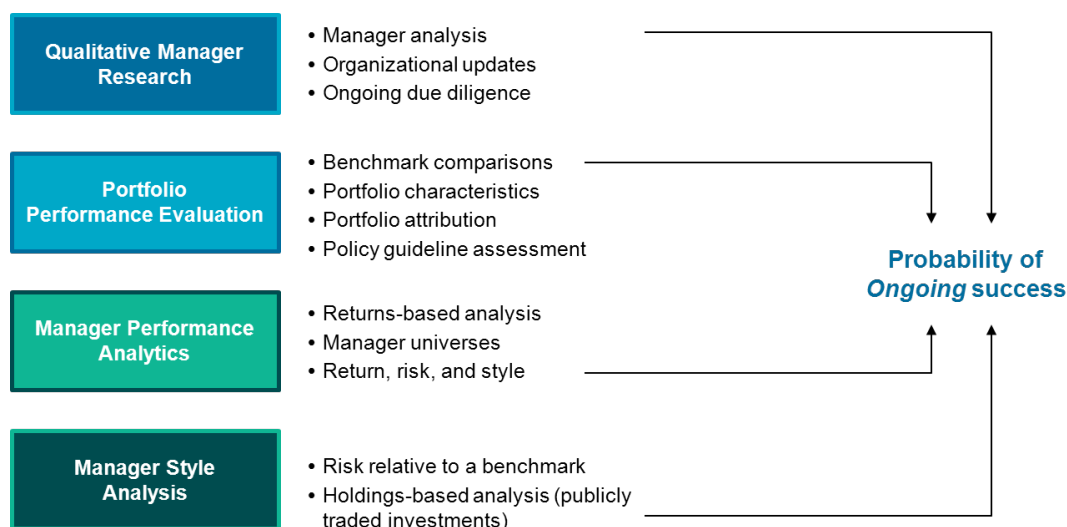 Qualitative Manager
Research
• Manager analysis
• Organizational updates
• Ongoing due diligence
Portfolio
Performance Evaluation
• Benchmark comparisons
• Portfolio characteristics
• Portfolio attribution
• Policy guideline assessment
Probability of
Ongoing success
Manager Performance
Analytics
• Returns-based analysis
• Manager universes
• Return, risk, and style
Manager Style
Analysis
• Risk relative to a benchmark
• Holdings-based analysis (publicly
traded investments)